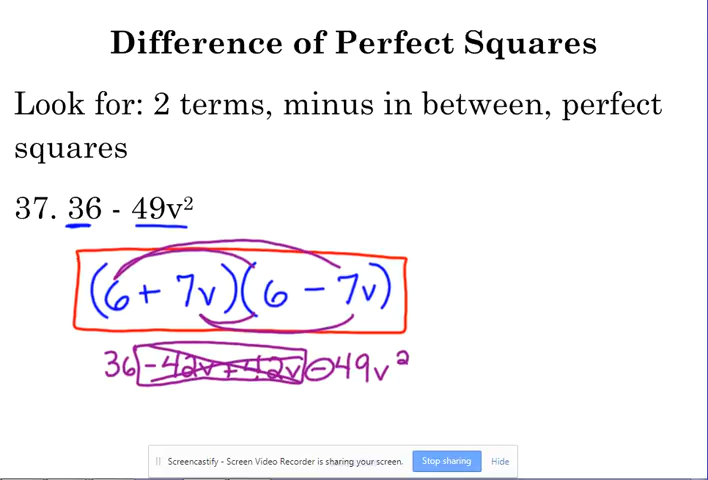 Difference of Perfect Squares
Look for: 2 terms, minus in between, perfect
squares
37. 36 - 49v²
(6 + 7v)(6 - 7v)
36 - 42v + 42v - 49v²
Screencastify - Screen Video Recorder is sharing your screen. Stop sharing Hide